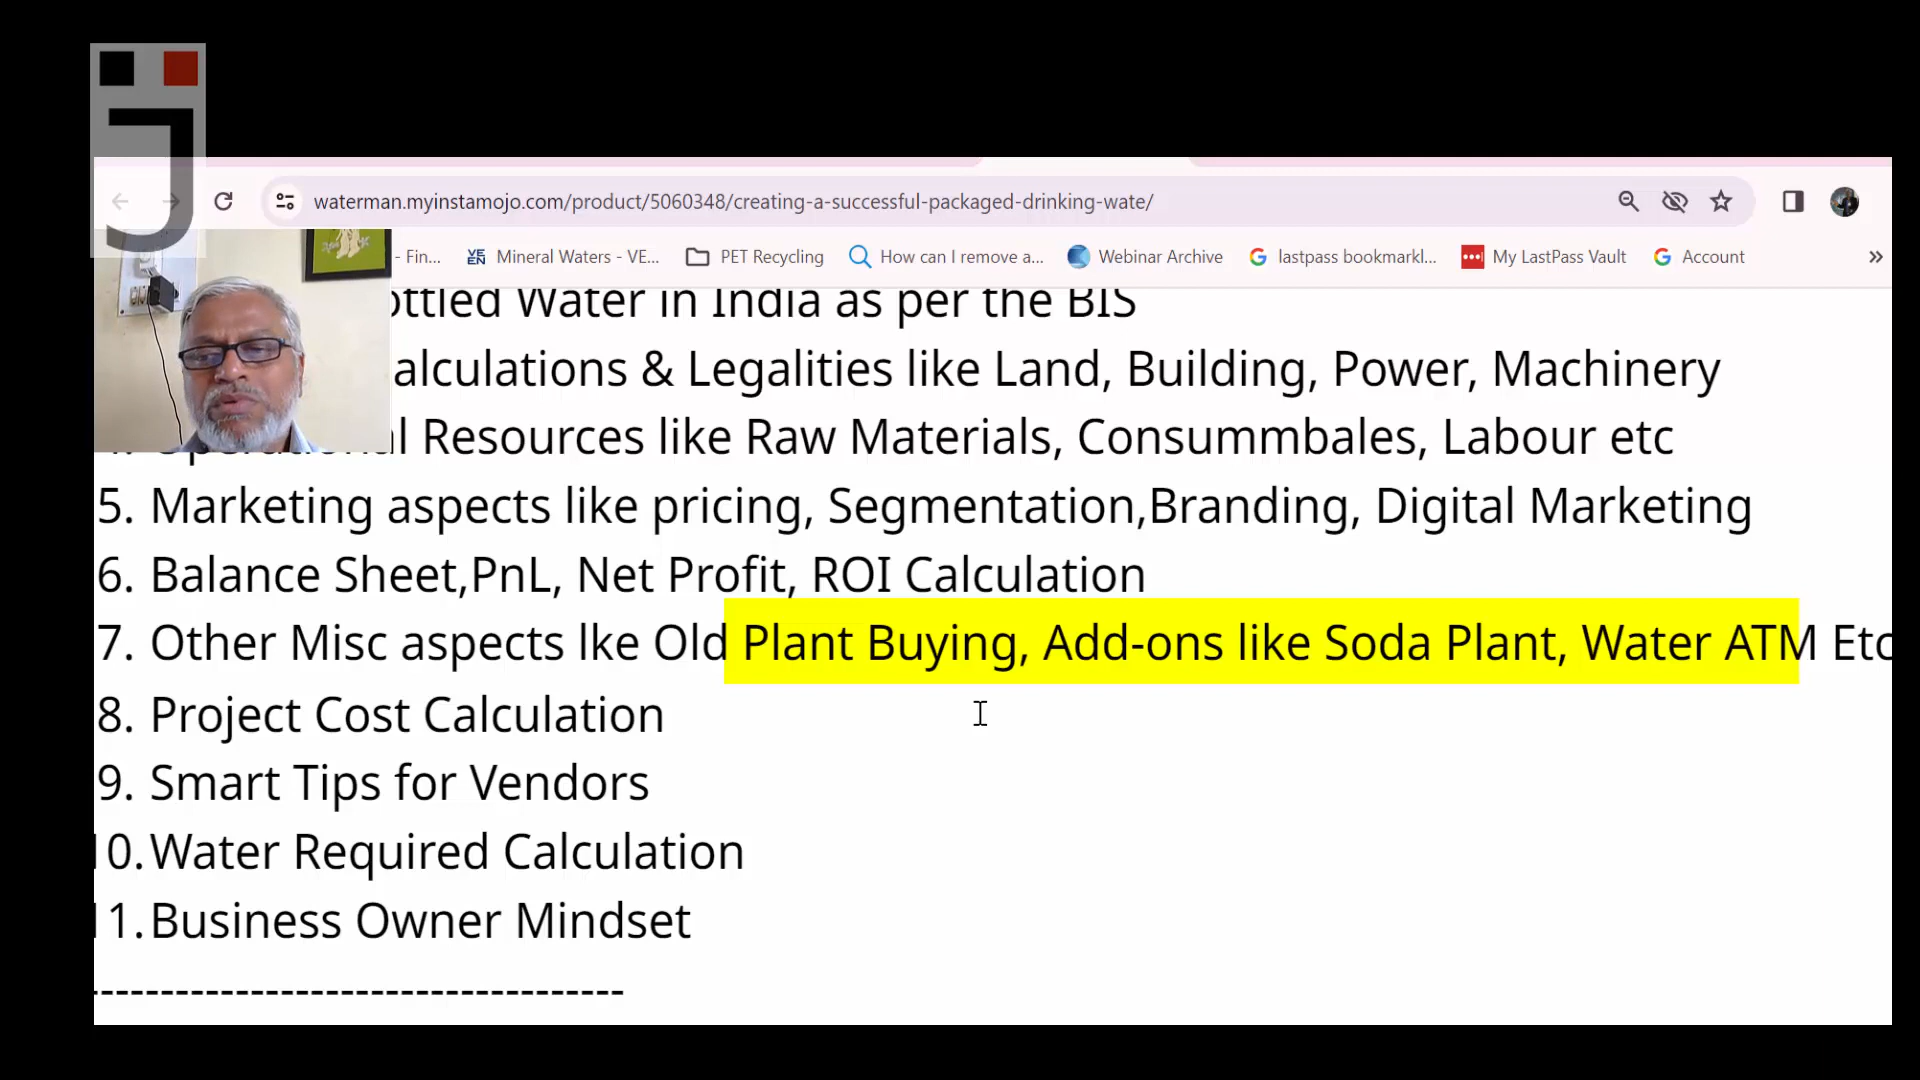 waterman.myinstamojo.com/product/5060348/creating-a-successful-packaged-drinking-wate/
- Fin... Mineral Waters - VE... PET Recycling How can I remove a... Webinar Archive lastpass bookmarkl... My LastPass Vault Account »
ottled Water in India as per the BIS
alculations & Legalities like Land, Building, Power, Machinery
Resources like Raw Materials, Consummbales, Labour etc
5. Marketing aspects like pricing, Segmentation,Branding, Digital Marketing
6. Balance Sheet,PnL, Net Profit, ROI Calculation
7. Other Misc aspects lke Old Plant Buying, Add-ons like Soda Plant, Water ATM Etc
8. Project Cost Calculation
9. Smart Tips for Vendors
10. Water Required Calculation
11. Business Owner Mindset
-----------------------------------